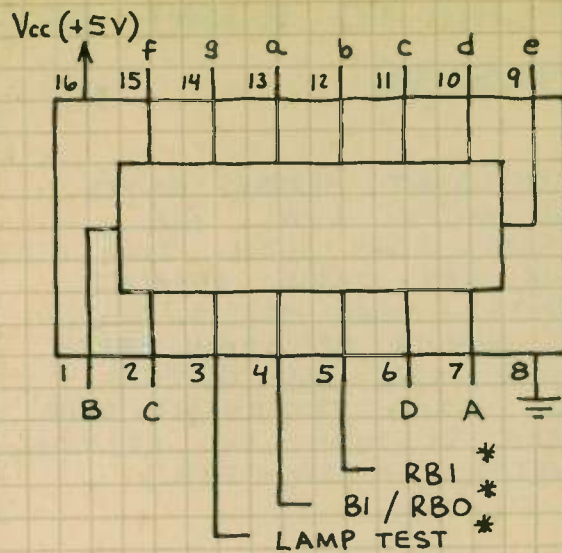 Vcc (+5V)
f g a b c d e
16 15 14 13 12 11 10 9
1 2 3 4 5 6 7 8
B C D A
RBI *
BI / RBO *
LAMP TEST *